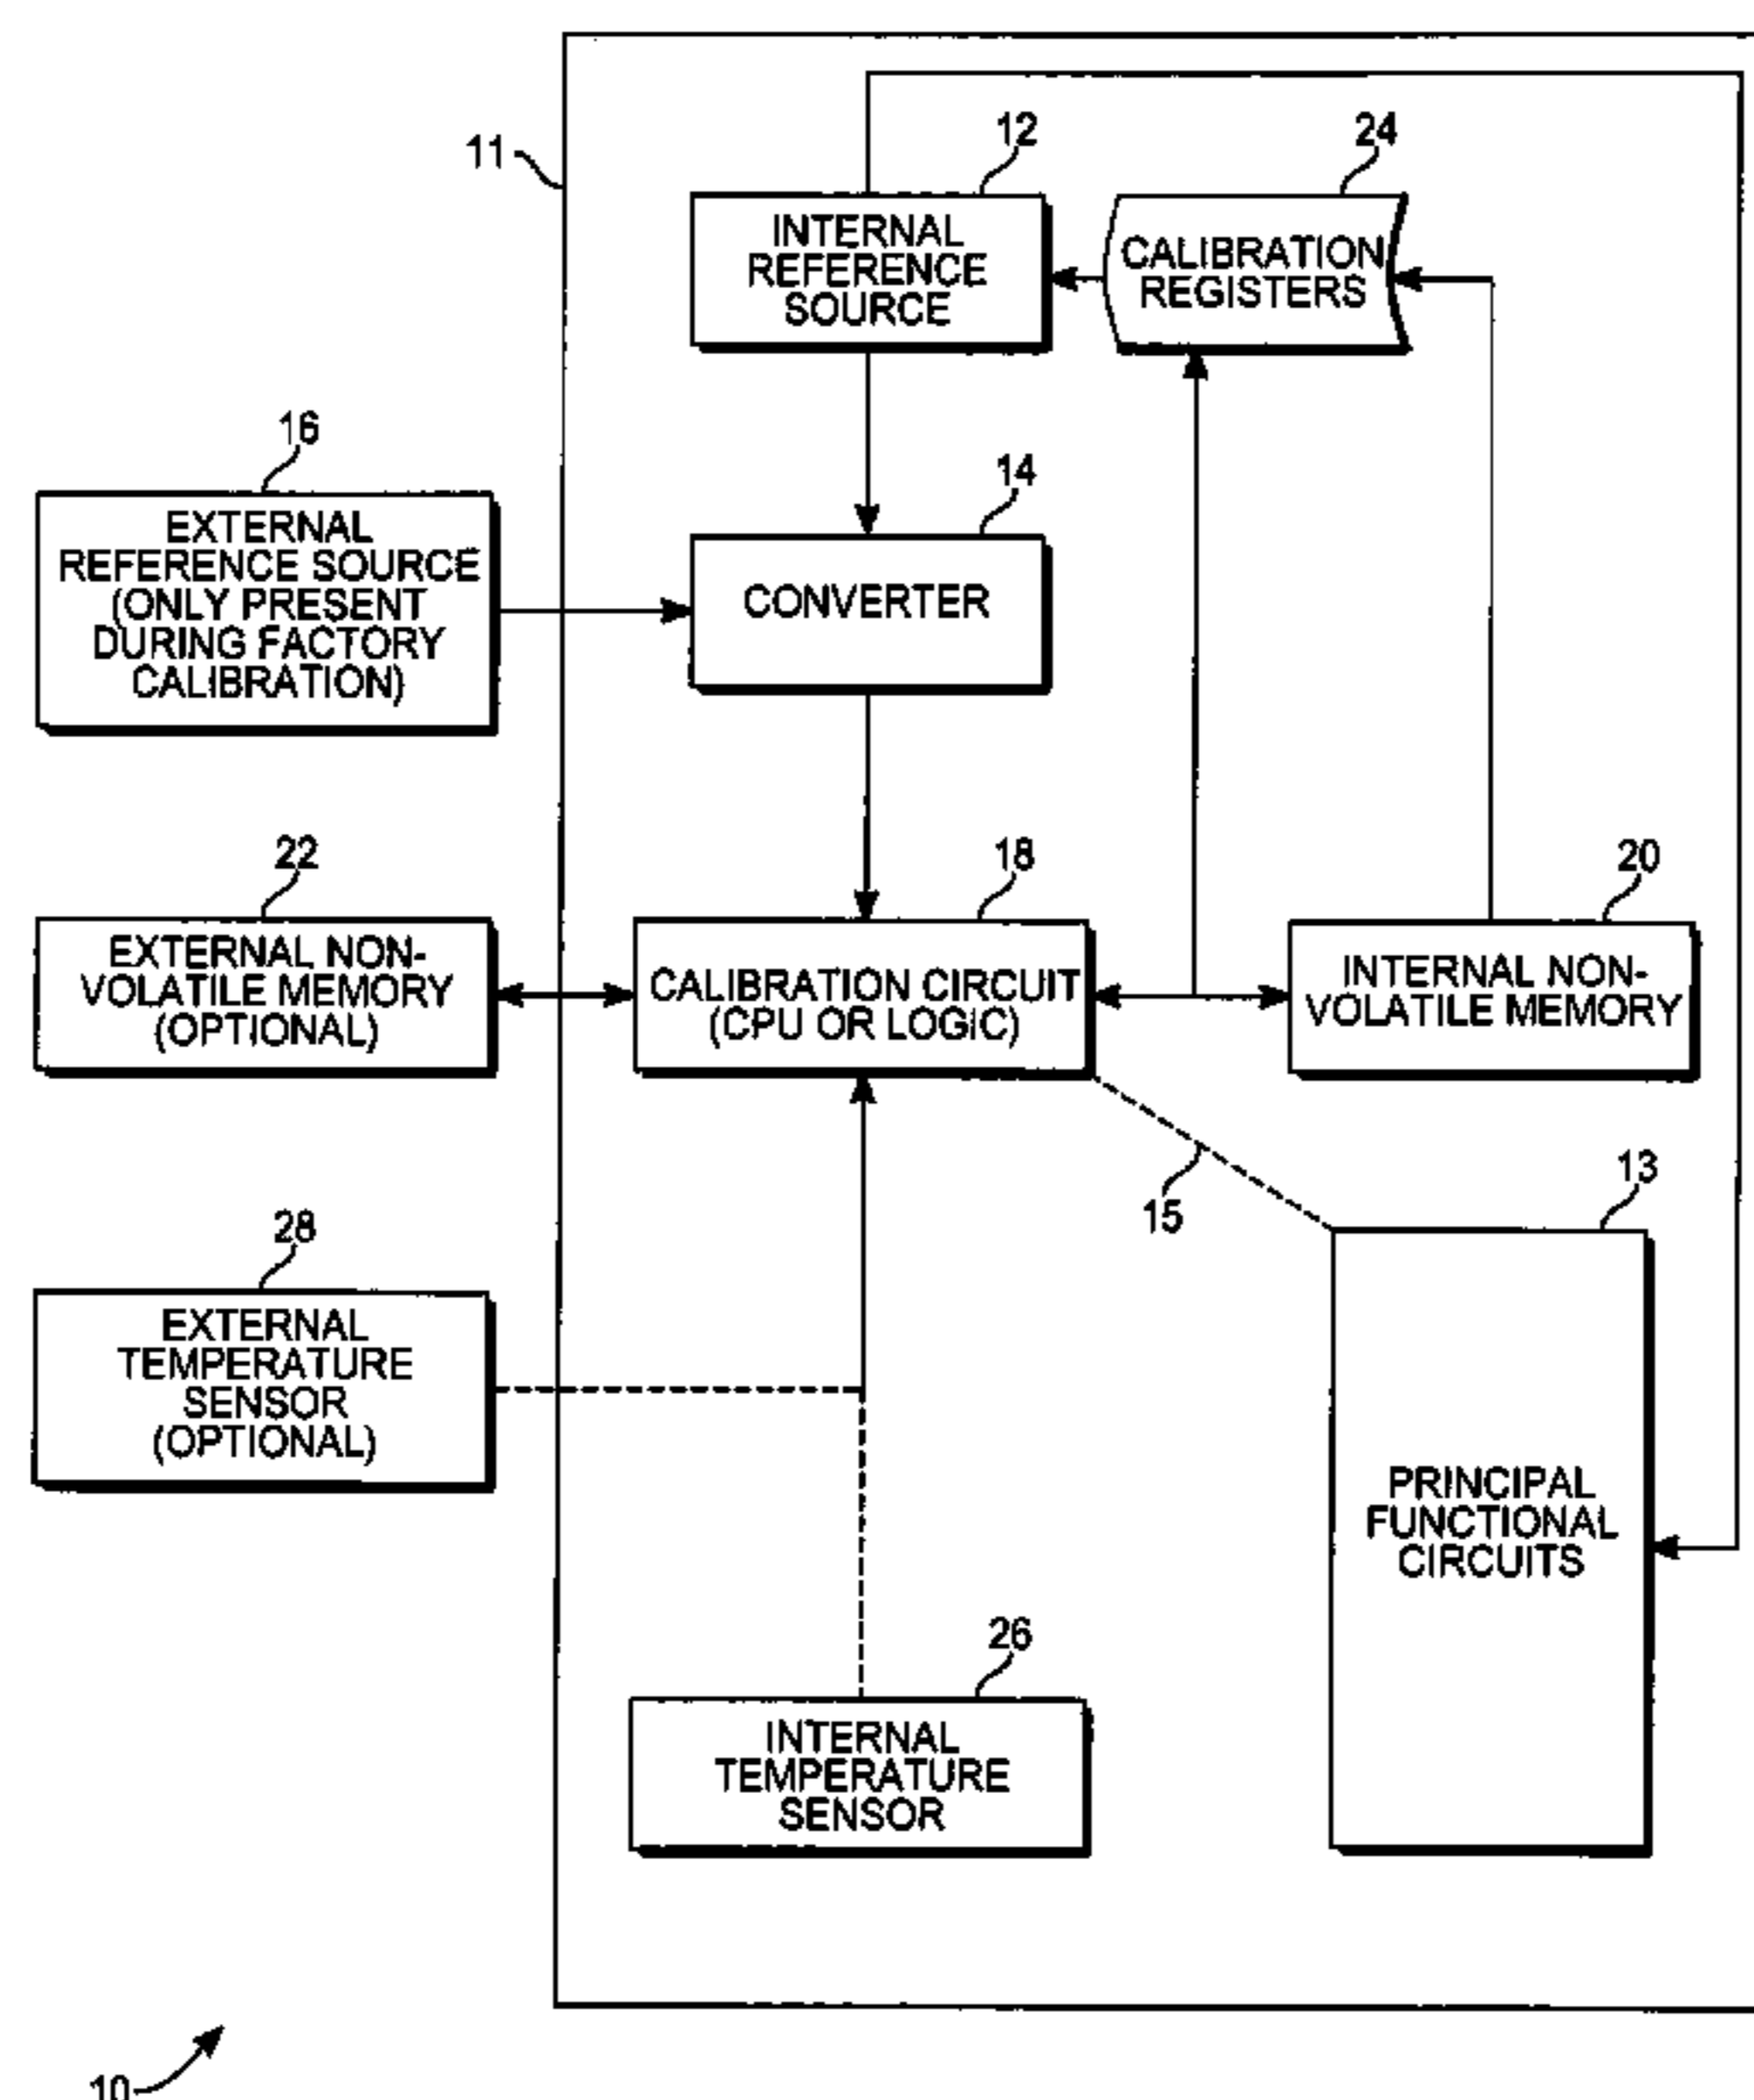 11
12
INTERNAL
REFERENCE
SOURCE
24
CALIBRATION
REGISTERS
16
EXTERNAL
REFERENCE SOURCE
(ONLY PRESENT
DURING FACTORY
CALIBRATION)
14
CONVERTER
22
EXTERNAL NON-
VOLATILE MEMORY
(OPTIONAL)
18
CALIBRATION CIRCUIT
(CPU OR LOGIC)
20
INTERNAL NON-
VOLATILE MEMORY
15
13
PRINCIPAL
FUNCTIONAL
CIRCUITS
28
EXTERNAL
TEMPERATURE
SENSOR
(OPTIONAL)
26
INTERNAL
TEMPERATURE
SENSOR
10